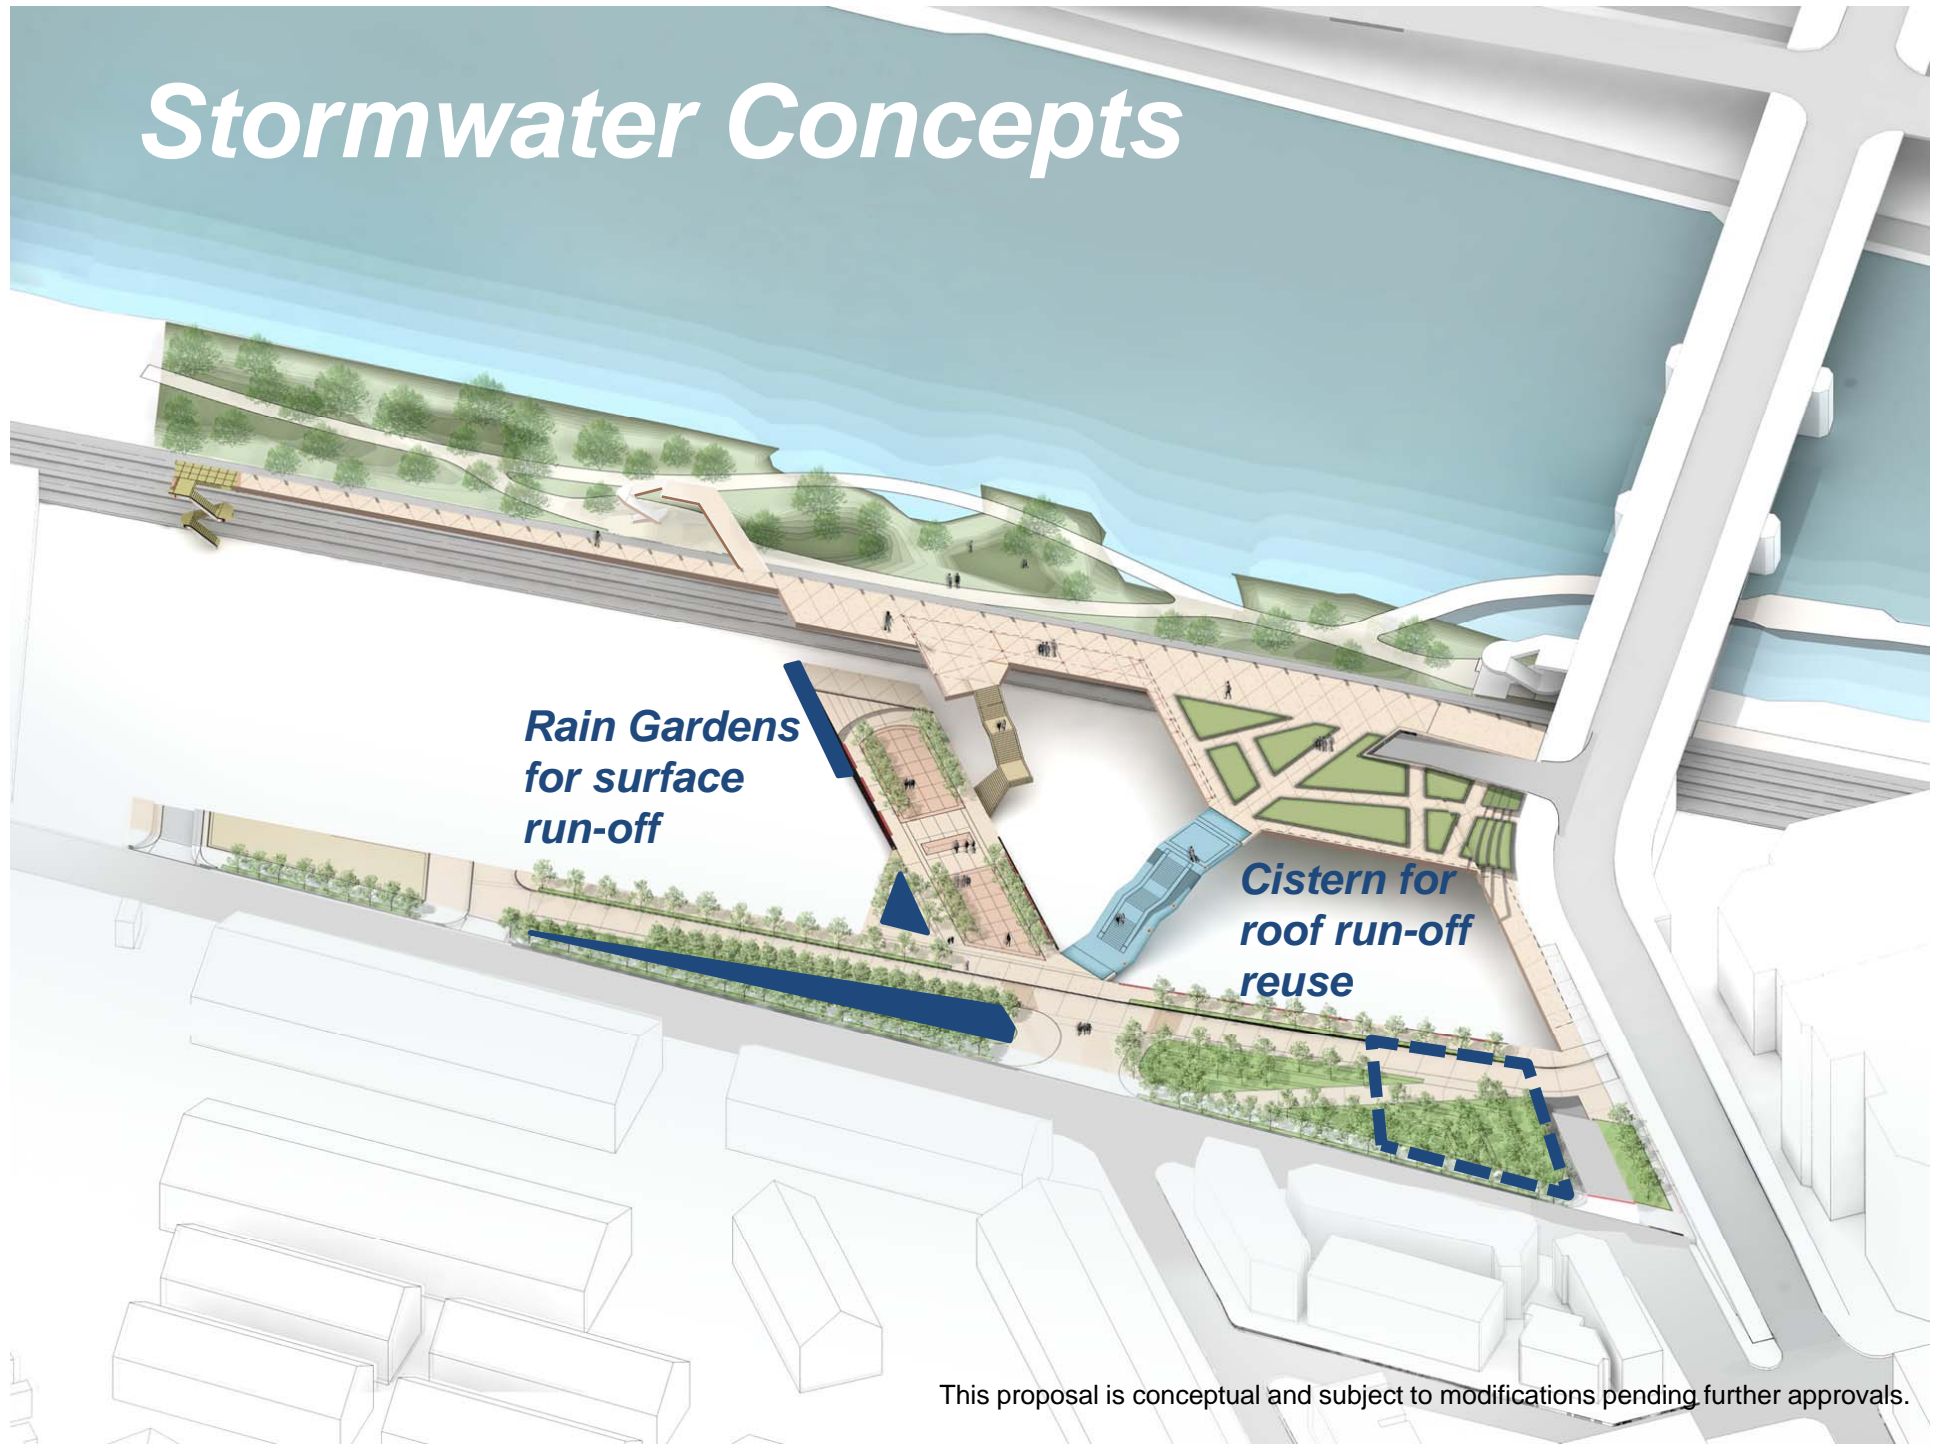 Stormwater Concepts
Rain Gardens
for surface
run-off
Cistern for
roof run-off
reuse
This proposal is conceptual and subject to modifications pending further approvals.